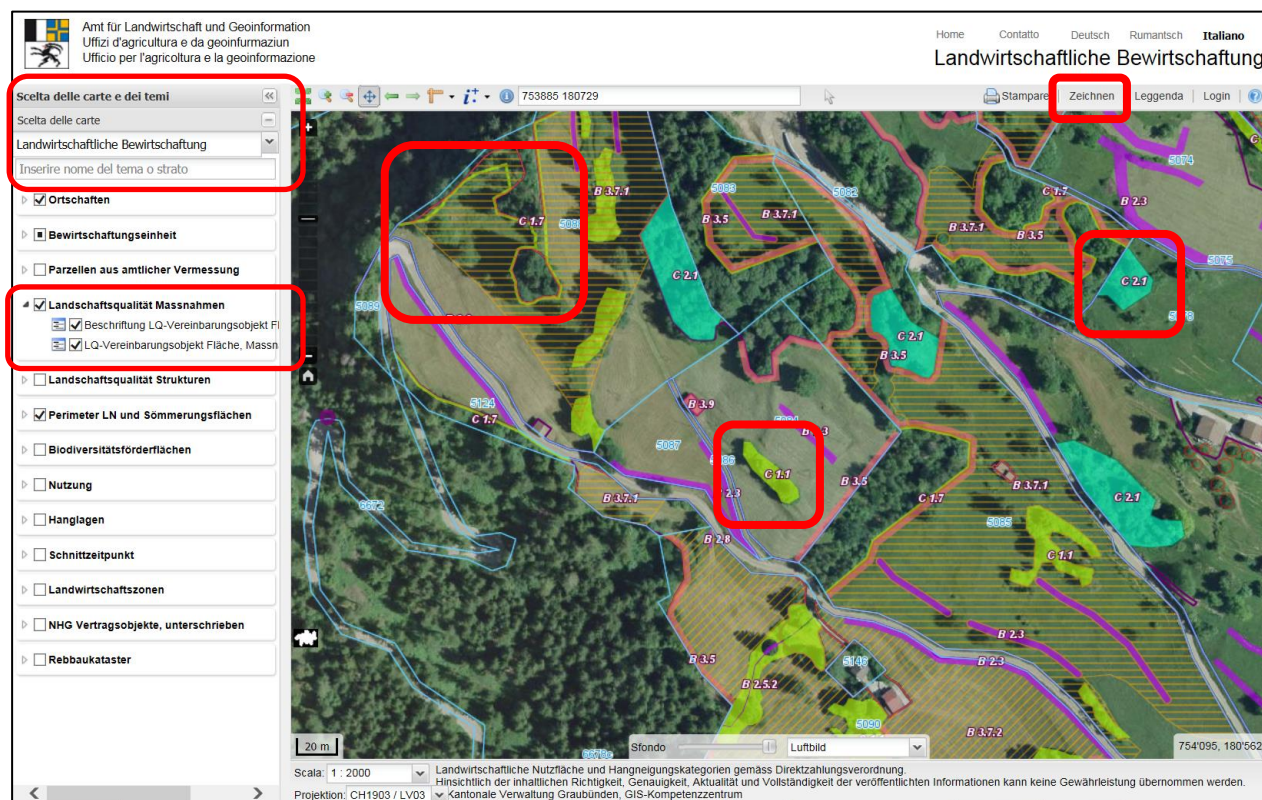 Amt für Landwirtschaft und Geoinformation
Uffizi d'agricultura e da geoinfurmaziun
Ufficio per l'agricoltura e la geoinformazione
Home Contatto Deutsch Rumantsch Italiano
Landwirtschaftliche Bewirtschaftung
Scelta delle carte e dei temi
Scelta delle carte
Landwirtschaftliche Bewirtschaftung
Inserire nome del tema o strato
Ortschaften
Bewirtschaftungseinheit
Parzellen aus amtlicher Vermessung
Landschaftsqualität Massnahmen
Beschriftung LQ-Vereinbarungsobjekt Fl
LQ-Vereinbarungsobjekt Fläche, Massn
Landschaftsqualität Strukturen
Perimeter LN und Sömmerungsflächen
Biodiversitätsförderflächen
Nutzung
Hanglagen
Schnittzeitpunkt
Landwirtschaftszonen
NHG Vertragsobjekte, unterschrieben
Rebbaukataster
753885 180729
Stampare Zeichnen Leggenda Login
5074
C
B 3.7.1
5083
5082
C 1.7
B 2.3
C 1.7
B 3.5
B 3.7.1
B 3.7.1
B 3.5
5075
C 2.1
C 2.1
5089
C 2.1
B 3.5
5124
C 1.7
B 3.9
5087
C 1.1
B 3.5
B 3.7.1
C 1.7
B 3.7.1
C 2.1
6672
5085
B 2.8
C 1.1
B 2.3
B 3.5
5146
B 2.3
B 2.5.2
5090
B 3.7.2
6678c
20 m
Sfondo
Luftbild
754'095, 180'562
Scala: 1 : 2000
Landwirtschaftliche Nutzfläche und Hangneigungskategorien gemäss Direktzahlungsverordnung.
Hinsichtlich der inhaltlichen Richtigkeit, Genauigkeit, Aktualität und Vollständigkeit der veröffentlichten Informationen kann keine Gewährleistung übernommen werden.
Projektion: CH1903 / LV03
Kantonale Verwaltung Graubünden, GIS-Kompetenzzentrum